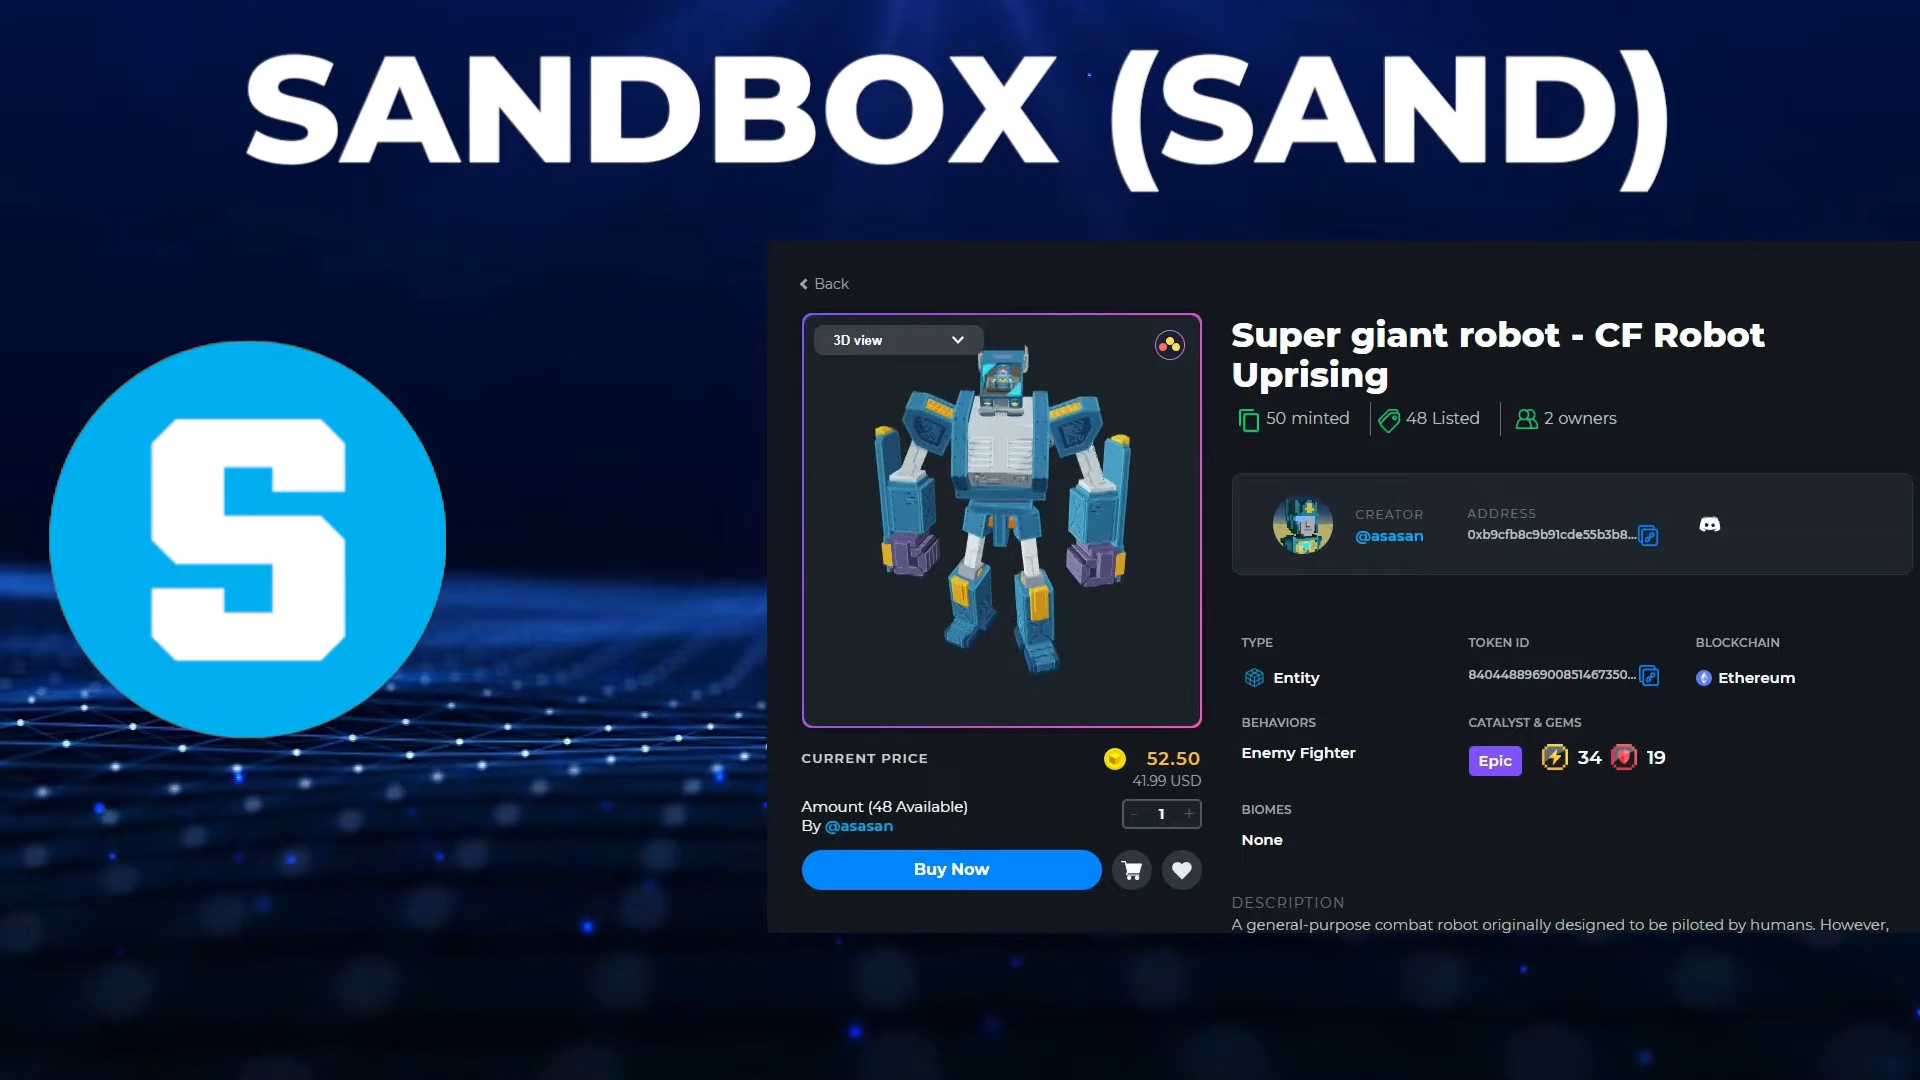 SANDBOX (SAND)
S
Back
3D view
Super giant robot - CF Robot
Uprising
50 minted
48 Listed
2 owners
CREATOR
@asasan
ADDRESS
0xb9cfb8c9b91cde55b3b8...
TYPE
Entity
TOKEN ID
840448896900851467350...
BLOCKCHAIN
Ethereum
BEHAVIORS
Enemy Fighter
CATALYST & GEMS
Epic
34
19
BIOMES
None
CURRENT PRICE
52.50
41.99 USD
Amount (48 Available)
By @asasan
- 1 +
Buy Now
DESCRIPTION
A general-purpose combat robot originally designed to be piloted by humans. However,